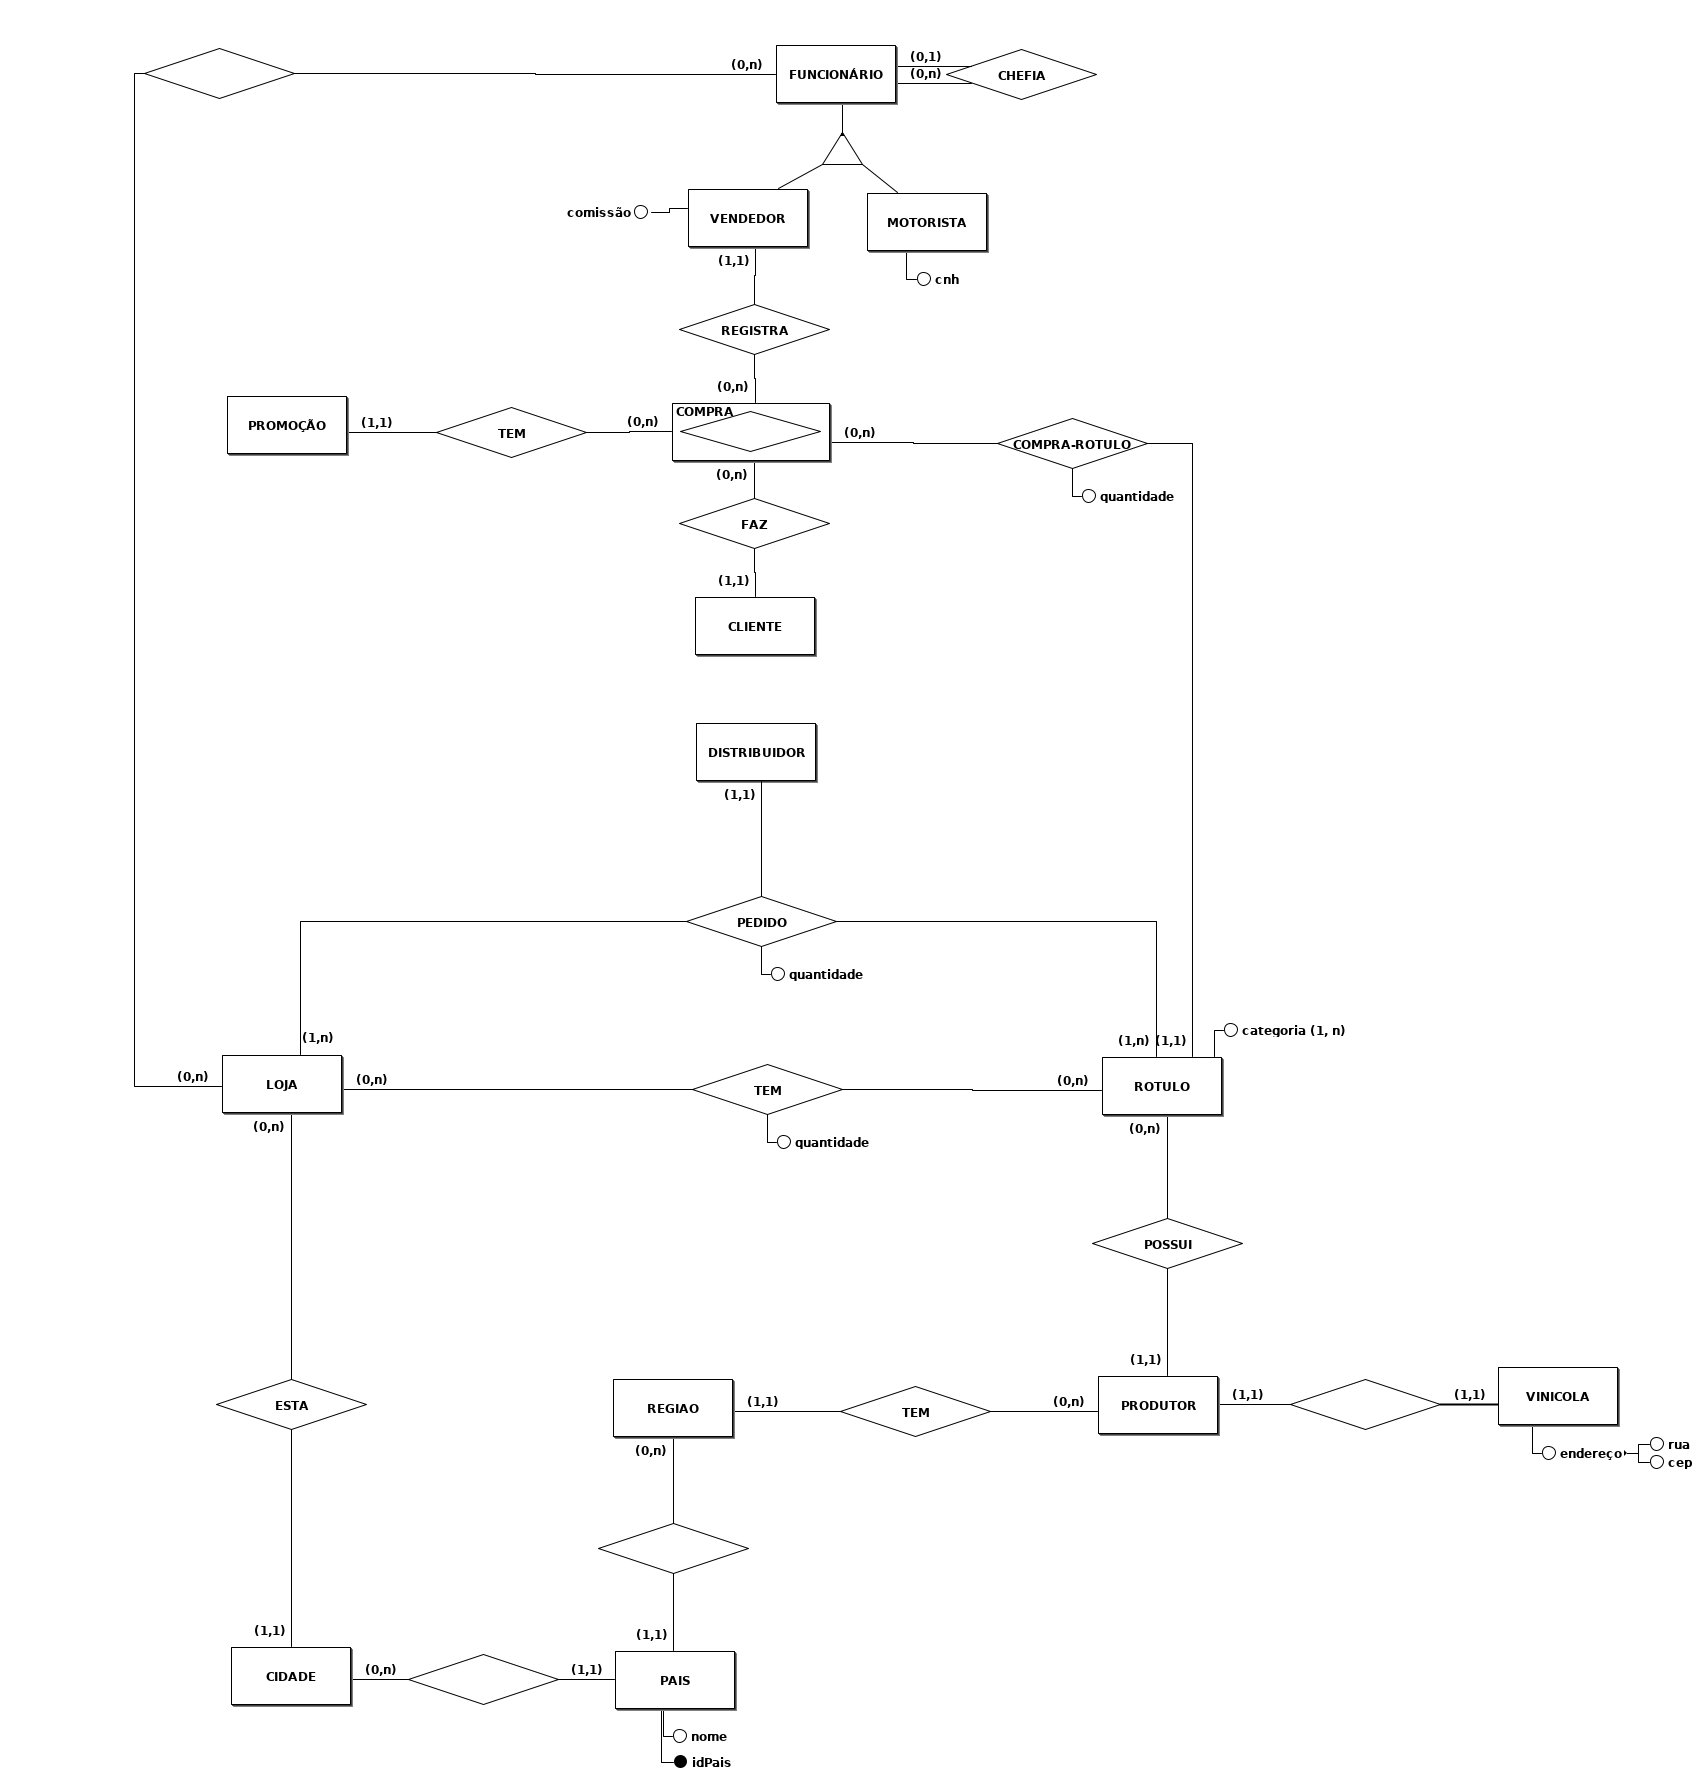 (0,n)
FUNCIONÁRIO
(0,1)
(0,n)
CHEFIA
comissão
VENDEDOR
MOTORISTA
(1,1)
cnh
REGISTRA
(0,n)
PROMOÇÃO
(1,1)
TEM
(0,n)
COMPRA
(0,n)
COMPRA-ROTULO
(0,n)
quantidade
FAZ
(1,1)
CLIENTE
DISTRIBUIDOR
(1,1)
PEDIDO
quantidade
(1,n)
(1,n)
(1,1)
categoria (1, n)
(0,n)
LOJA
(0,n)
TEM
(0,n)
ROTULO
(0,n)
(0,n)
quantidade
POSSUI
(1,1)
ESTA
REGIAO
(1,1)
TEM
(0,n)
PRODUTOR
(1,1)
(1,1)
VINICOLA
(0,n)
endereço
rua
cep
(1,1)
(1,1)
CIDADE
(0,n)
(1,1)
PAIS
nome
idPais